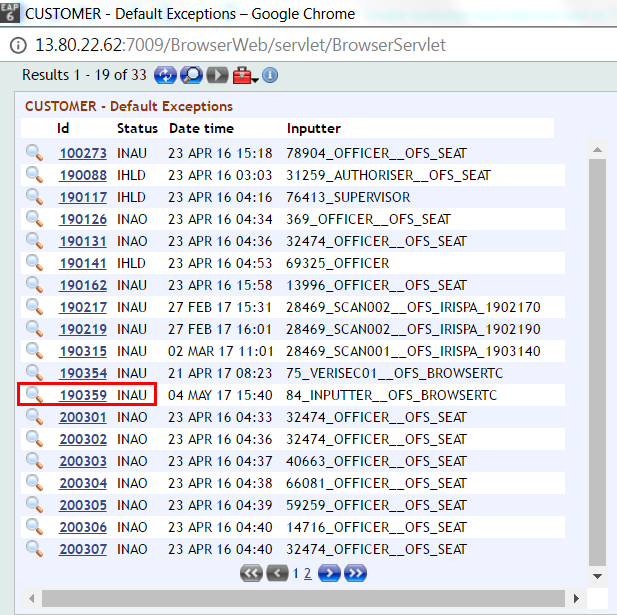 EAP 6 CUSTOMER - Default Exceptions – Google Chrome
13.80.22.62:7009/BrowserWeb/servlet/BrowserServlet
Results 1 - 19 of 33
CUSTOMER - Default Exceptions
Id Status Date time Inputter
100273 INAU 23 APR 16 15:18 78904_OFFICER__OFS_SEAT
190088 IHLD 23 APR 16 03:03 31259_AUTHORISER__OFS_SEAT
190117 IHLD 23 APR 16 04:16 76413_SUPERVISOR
190126 INAO 23 APR 16 04:34 369_OFFICER__OFS_SEAT
190131 INAO 23 APR 16 04:36 32474_OFFICER__OFS_SEAT
190141 IHLD 23 APR 16 04:53 69325_OFFICER
190162 INAU 23 APR 16 15:58 13996_OFFICER__OFS_SEAT
190217 INAU 27 FEB 17 15:31 28469_SCAN002__OFS_IRISPA_1902170
190219 INAU 27 FEB 17 16:01 28469_SCAN002__OFS_IRISPA_1902190
190315 INAU 02 MAR 17 11:01 28469_SCAN001__OFS_IRISPA_1903140
190354 INAU 21 APR 17 08:23 75_VERISEC01__OFS_BROWSERTC
190359 INAU 04 MAY 17 15:40 84_INPUTTER__OFS_BROWSERTC
200301 INAO 23 APR 16 04:33 32474_OFFICER__OFS_SEAT
200302 INAO 23 APR 16 04:36 32474_OFFICER__OFS_SEAT
200303 INAO 23 APR 16 04:37 40663_OFFICER__OFS_SEAT
200304 INAO 23 APR 16 04:38 66081_OFFICER__OFS_SEAT
200305 INAO 23 APR 16 04:39 59259_OFFICER__OFS_SEAT
200306 INAO 23 APR 16 04:40 14716_OFFICER__OFS_SEAT
200307 INAO 23 APR 16 04:40 32474_OFFICER__OFS_SEAT
1 2